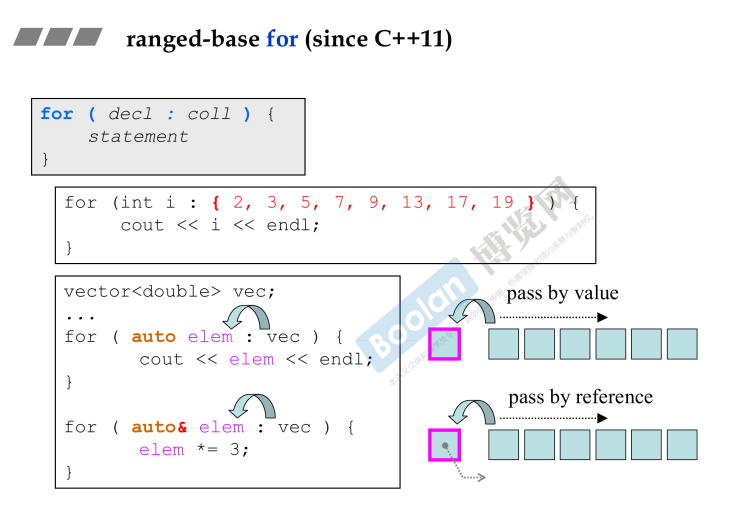 ranged-base for (since C++11)
for ( decl : coll ) {
statement
}
for (int i : { 2, 3, 5, 7, 9, 13, 17, 19 } ) {
cout << i << endl;
}
vector<double> vec;
...
for ( auto elem : vec ) {
cout << elem << endl;
}
for ( auto& elem : vec ) {
elem *= 3;
}
pass by value
pass by reference
Boolan 博览网